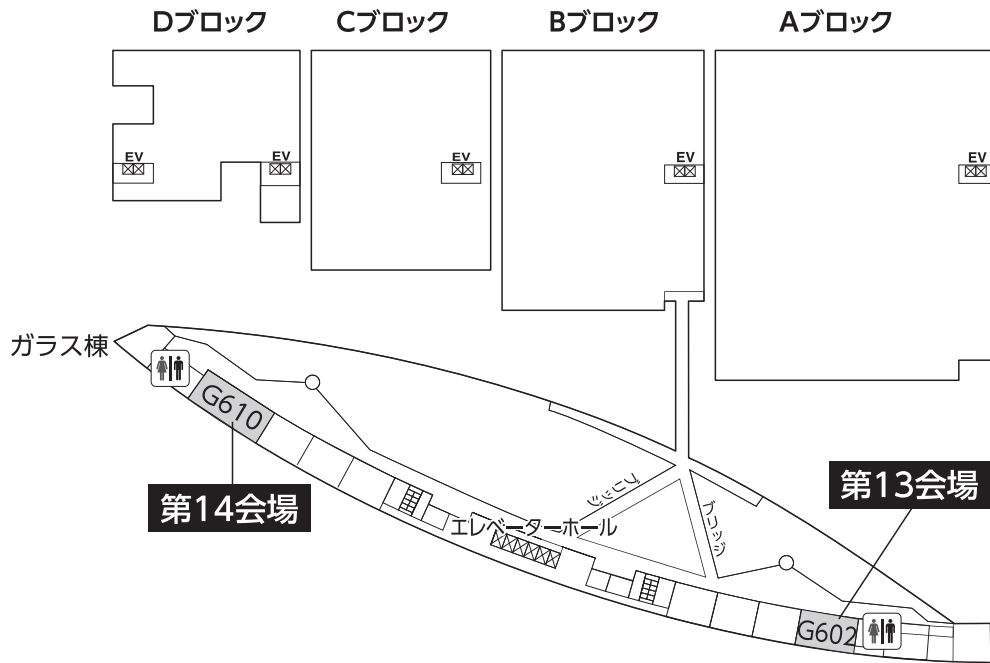 Dブロック
Cブロック
Bブロック
Aブロック
EV
EV
EV
EV
EV
ガラス棟
G610
第14会場
エレベーターホール
ブリッジ
ブリッジ
第13会場
G602